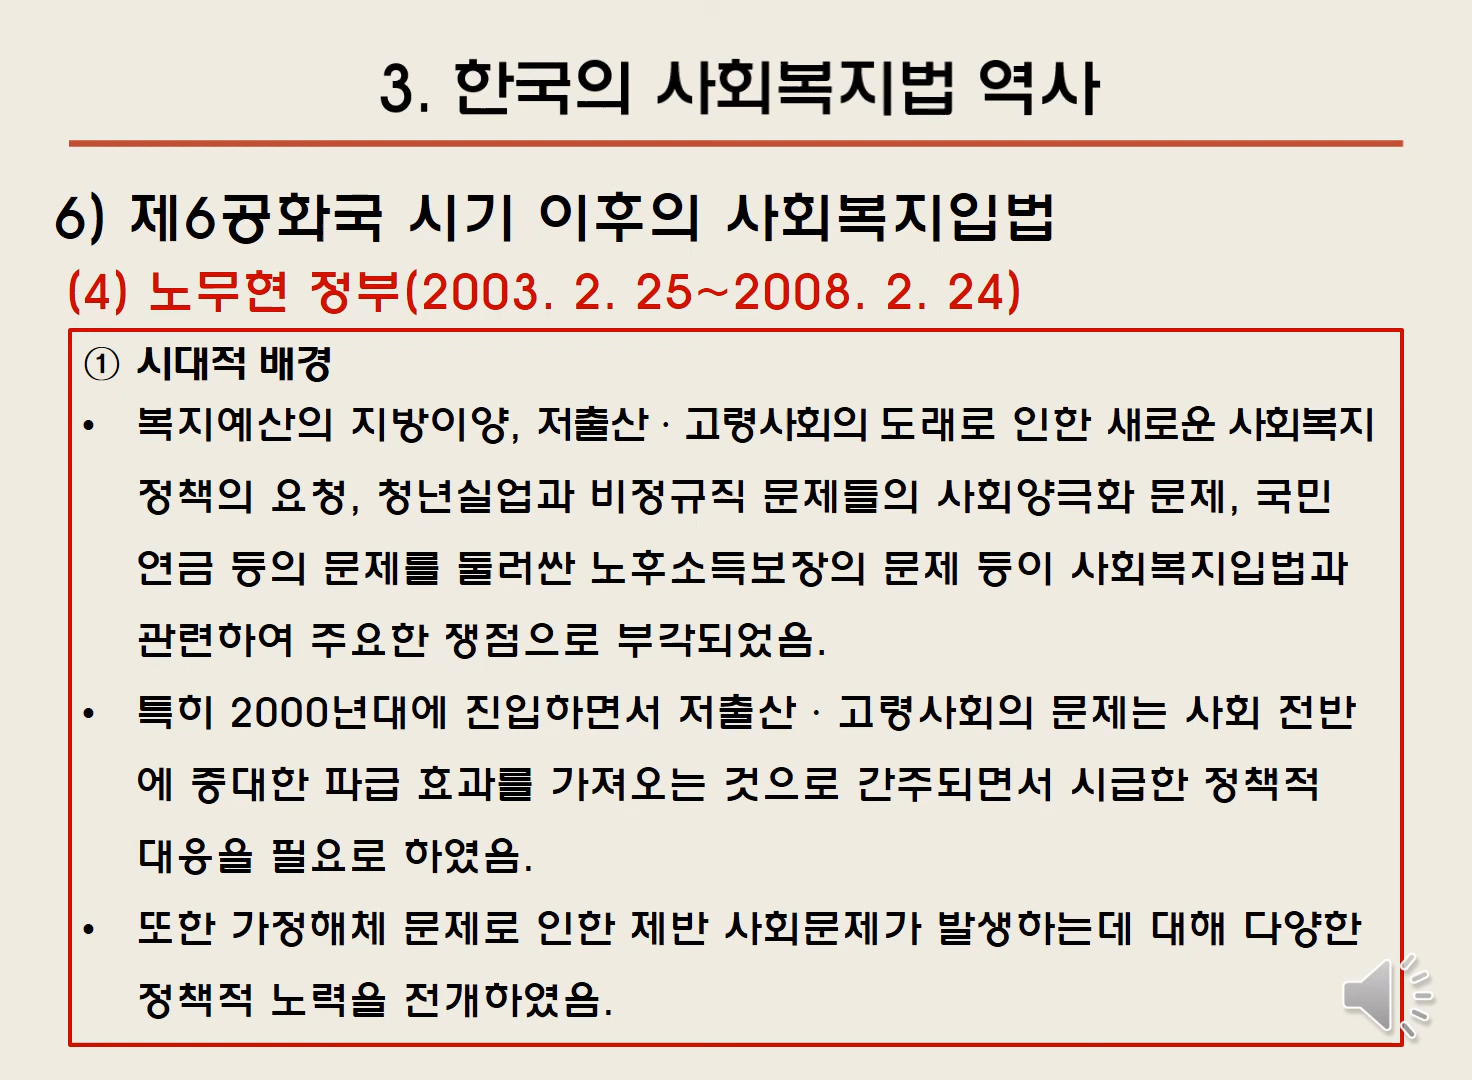 3. 한국의 사회복지법 역사
6) 제6공화국 시기 이후의 사회복지입법
(4) 노무현 정부(2003. 2. 25~2008. 2. 24)
① 시대적 배경
• 복지예산의 지방이양, 저출산·고령사회의 도래로 인한 새로운 사회복지
정책의 요청, 청년실업과 비정규직 문제들의 사회양극화 문제, 국민
연금 등의 문제를 둘러싼 노후소득보장의 문제 등이 사회복지입법과
관련하여 주요한 쟁점으로 부각되었음.
• 특히 2000년대에 진입하면서 저출산·고령사회의 문제는 사회 전반
에 중대한 파급 효과를 가져오는 것으로 간주되면서 시급한 정책적
대응을 필요로 하였음.
• 또한 가정해체 문제로 인한 제반 사회문제가 발생하는데 대해 다양한
정책적 노력을 전개하였음.